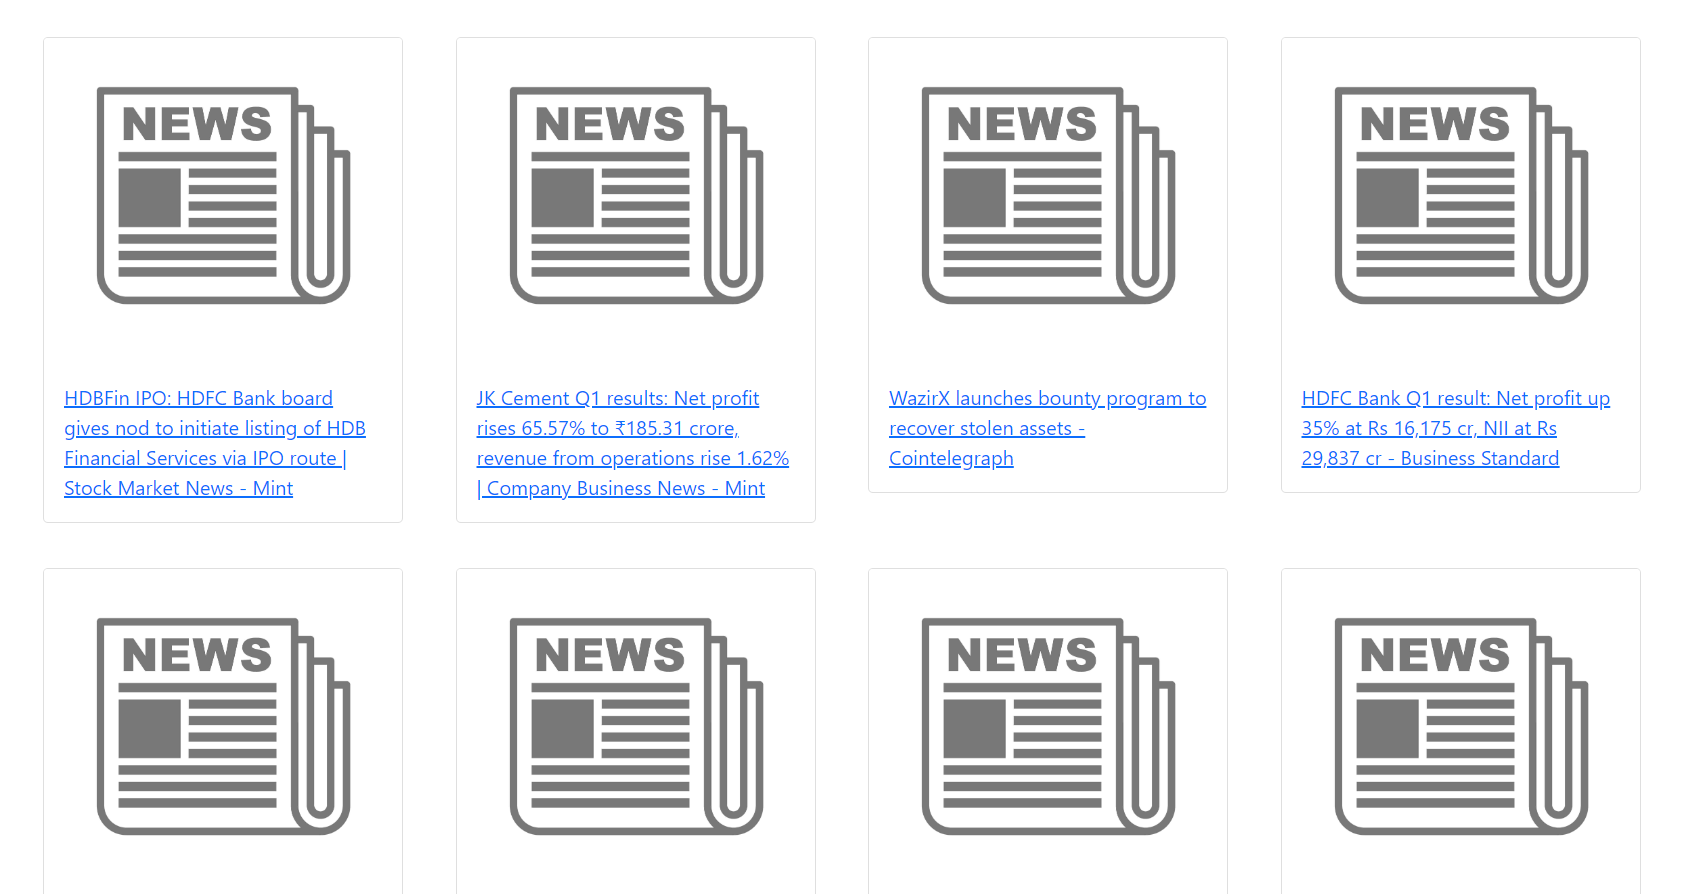 NEWS
HDBFin IPO: HDFC Bank board
gives nod to initiate listing of HDB
Financial Services via IPO route |
Stock Market News - Mint
NEWS
JK Cement Q1 results: Net profit
rises 65.57% to ₹185.31 crore,
revenue from operations rise 1.62%
| Company Business News - Mint
NEWS
WazirX launches bounty program to
recover stolen assets -
Cointelegraph
NEWS
HDFC Bank Q1 result: Net profit up
35% at Rs 16,175 cr, NII at Rs
29,837 cr - Business Standard
NEWS
NEWS
NEWS
NEWS